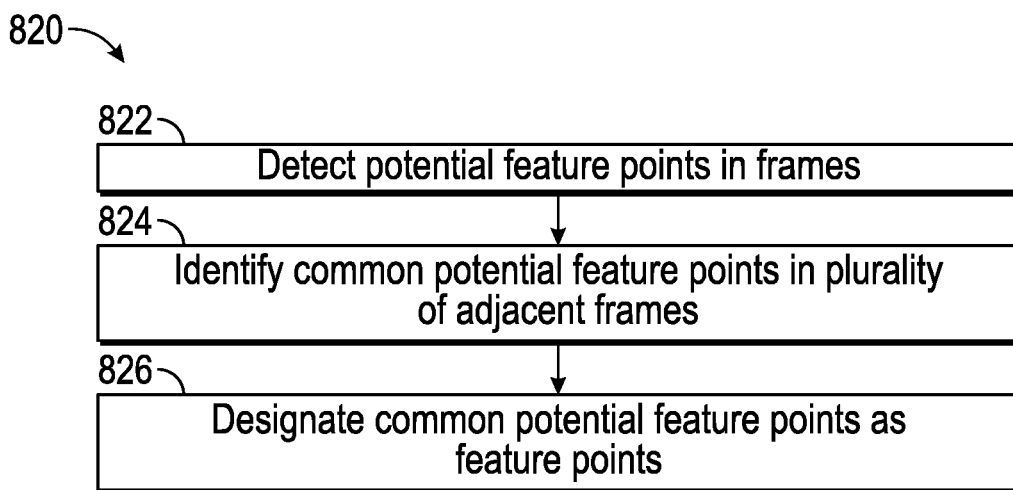 820
822
Detect potential feature points in frames
824
Identify common potential feature points in plurality
of adjacent frames
826
Designate common potential feature points as
feature points